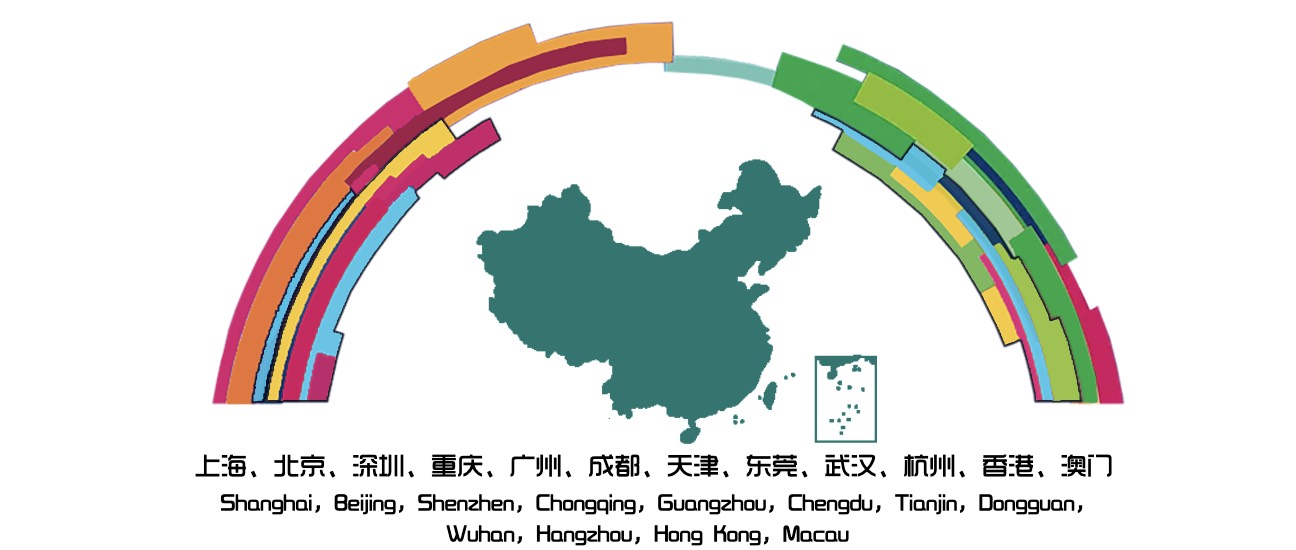 上海、北京、深圳、重庆、广州、成都、天津、东莞、武汉、杭州、香港、澳门
Shanghai, Beijing, Shenzhen, Chongqing, Guangzhou, Chengdu, Tianjin, Dongguan,
Wuhan, Hangzhou, Hong Kong, Macau